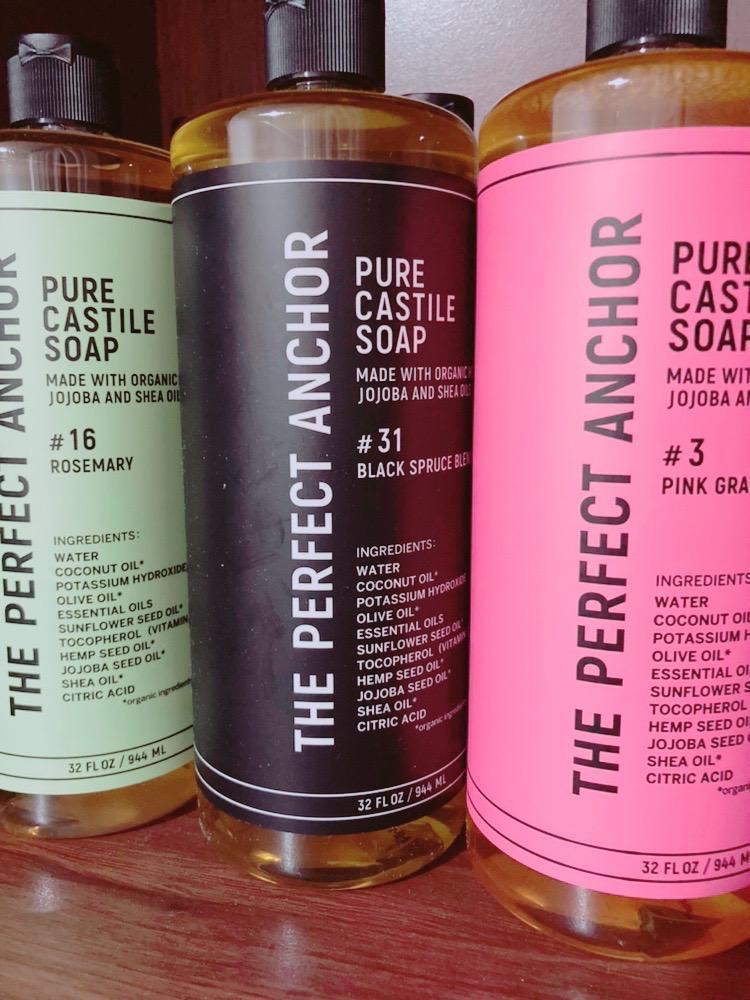 THE PERFECT ANCHOR
PURE
CASTILE
SOAP
MADE WITH ORGANIC
JOJOBA AND SHEA OIL
#16
ROSEMARY
INGREDIENTS:
WATER
COCONUT OIL*
POTASSIUM HYDROXIDE
OLIVE OIL*
ESSENTIAL OILS
SUNFLOWER SEED OIL*
TOCOPHEROL (VITAMIN
HEMP SEED OIL*
JOJOBA SEED OIL*
SHEA OIL*
CITRIC ACID
*organic ingredients
32 FL OZ / 944 ML
THE PERFECT ANCHOR
PURE
CASTILE
SOAP
MADE WITH ORGANIC
JOJOBA AND SHEA OILS
#31
BLACK SPRUCE BLEN
INGREDIENTS:
WATER
COCONUT OIL*
POTASSIUM HYDROXIDE
OLIVE OIL*
ESSENTIAL OILS
SUNFLOWER SEED OIL*
TOCOPHEROL (VITAMIN
HEMP SEED OIL*
JOJOBA SEED OIL*
SHEA OIL*
CITRIC ACID
*organic ingredie
32 FL OZ / 944 ML
THE PERFECT ANCHOR
PURE
CAST
SOAP
MADE WIT
JOJOBA A
#3
PINK GRA
INGREDIENTS
WATER
COCONUT OIL
POTASSIUM H
OLIVE OIL*
ESSENTIAL OI
SUNFLOWER S
TOCOPHEROL
HEMP SEED OI
JOJOBA SEED
SHEA OIL*
CITRIC ACID
*organi
32 FL OZ / 944 M